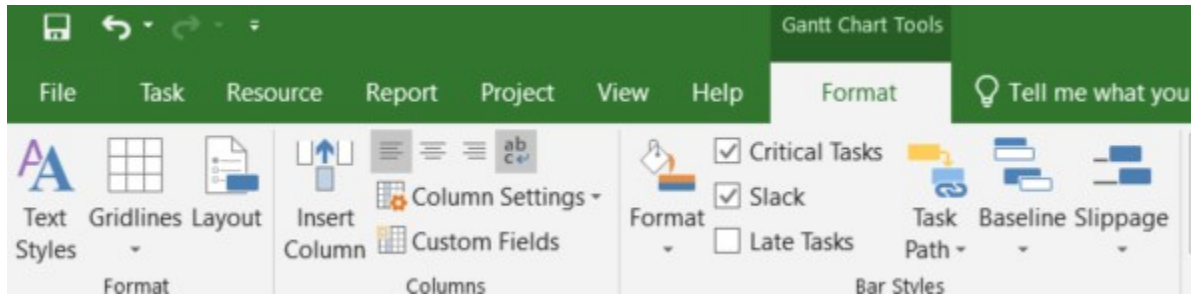 Gantt Chart Tools
File Task Resource Report Project View Help Format Tell me what you
Text Styles
Gridlines
Layout
Insert Column
ab
c
Column Settings
Custom Fields
Format
Critical Tasks
Slack
Late Tasks
Task Path
Baseline
Slippage
Format
Columns
Bar Styles